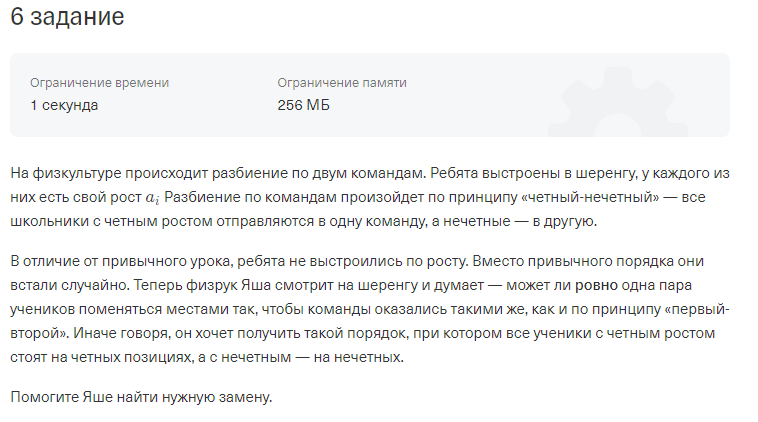 6 задание
Ограничение времени
Ограничение памяти
1 секунда
256 МБ
На физкультуре происходит разбиение по двум командам. Ребята выстроены в шеренгу, у каждого из
них есть свой рост aᵢ Разбиение по командам произойдет по принципу «четный-нечетный» — все
школьники с четным ростом отправляются в одну команду, а нечетные — в другую.
В отличие от привычного урока, ребята не выстроились по росту. Вместо привычного порядка они
встали случайно. Теперь физрук Яша смотрит на шеренгу и думает — может ли ровно одна пара
учеников поменяться местами так, чтобы команды оказались такими же, как и по принципу «первый-
второй». Иначе говоря, он хочет получить такой порядок, при котором все ученики с четным ростом
стоят на четных позициях, а с нечетным — на нечетных.
Помогите Яше найти нужную замену.